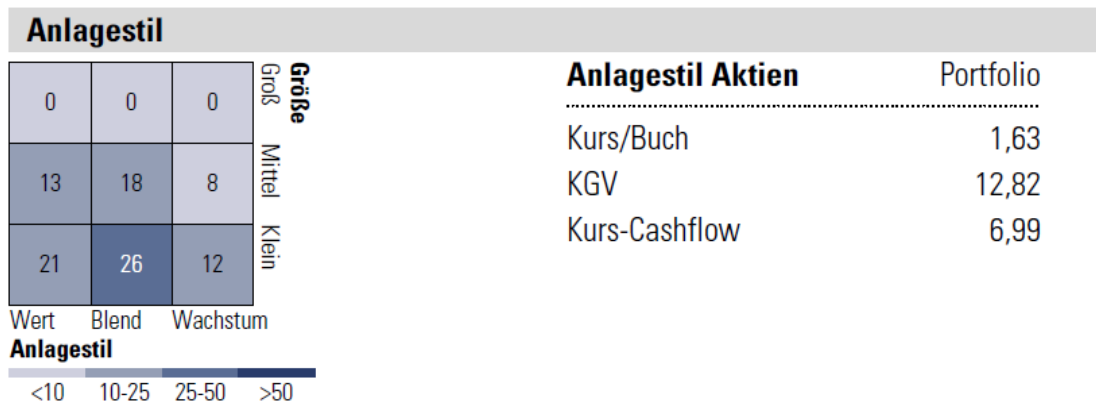 Anlagestil
0 0 0 Groß
Größe
13 18 8 Mittel
21 26 12 Klein
Wert Blend Wachstum
Anlagestil
<10 10-25 25-50 >50
Anlagestil Aktien Portfolio
Kurs/Buch 1,63
KGV 12,82
Kurs-Cashflow 6,99